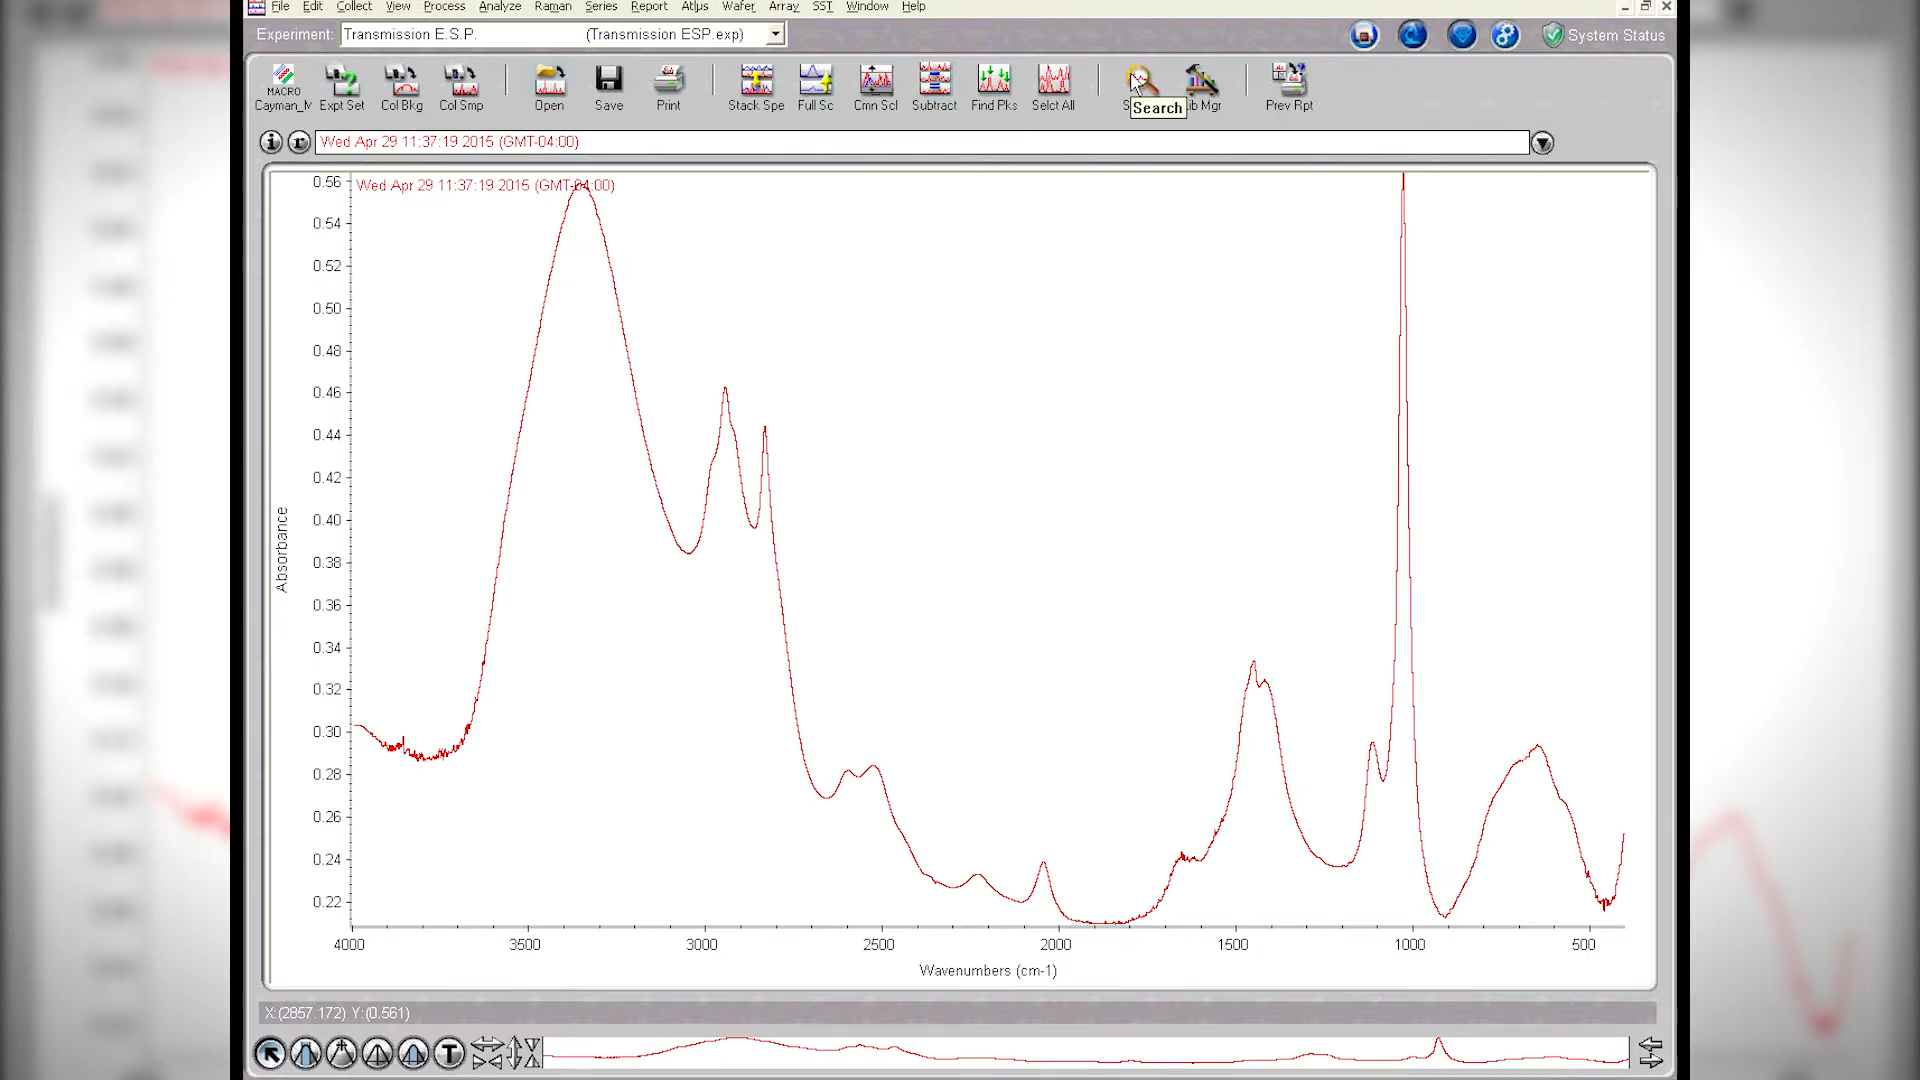 File Edit Collect View Process Analyze Raman Series Report Atlµs Wafer Array SST Window Help
Experiment: Transmission E.S.P. (Transmission ESP.exp) System Status
MACRO
Cayman_M Expt Set Col Bkg Col Smp Open Save Print Stack Spe Full Sc Cmn Scl Subtract Find Pks Selct All Mgr Prev Rpt
Search
Wed Apr 29 11:37:19 2015 (GMT-04:00)
Wed Apr 29 11:37:19 2015 (GMT-04:00)
0.56
0.54
0.52
0.50
0.48
0.46
0.44
0.42
0.40
0.38
0.36
0.34
0.32
0.30
0.28
0.26
0.24
0.22
Absorbance
4000 3500 3000 2500 2000 1500 1000 500
Wavenumbers (cm-1)
X:(2857.172) Y:(0.561)
T